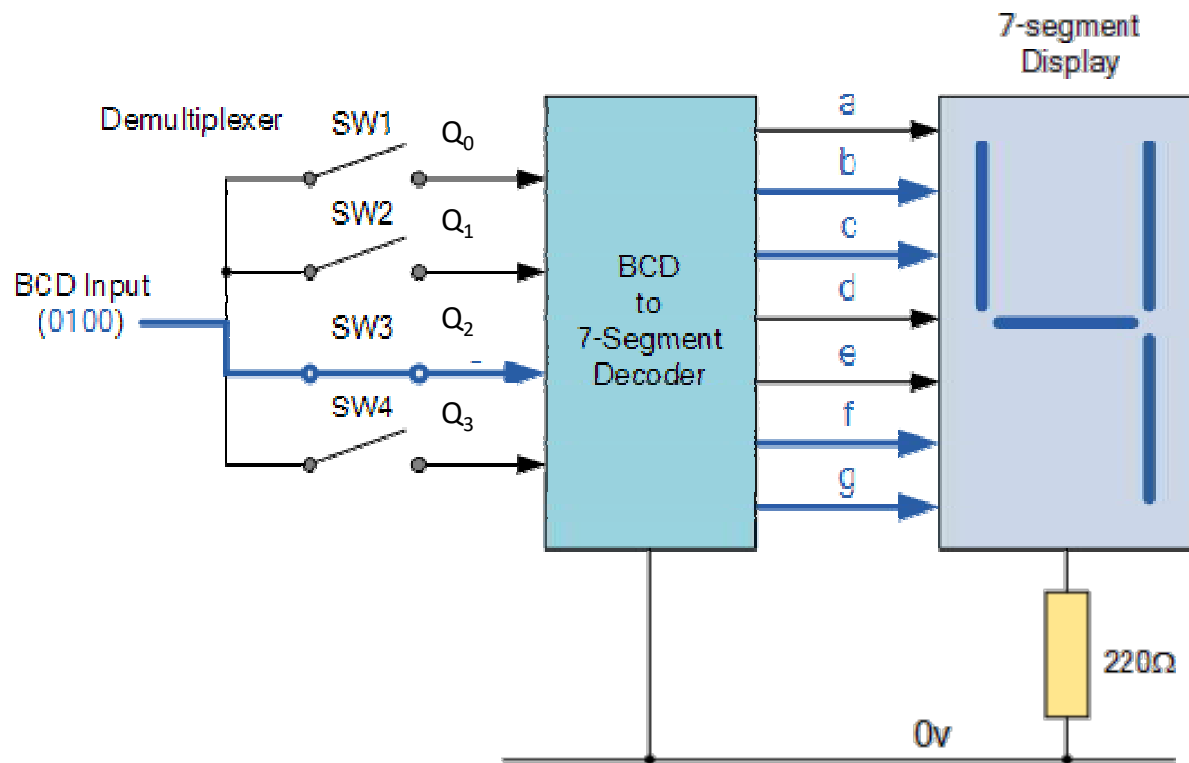 7-segment
Display
Demultiplexer
SW1
Q₀
SW2
Q₁
BCD Input
(0100)
SW3
Q₂
SW4
Q₃
BCD
to
7-Segment
Decoder
a
b
c
d
e
f
g
220Ω
0v